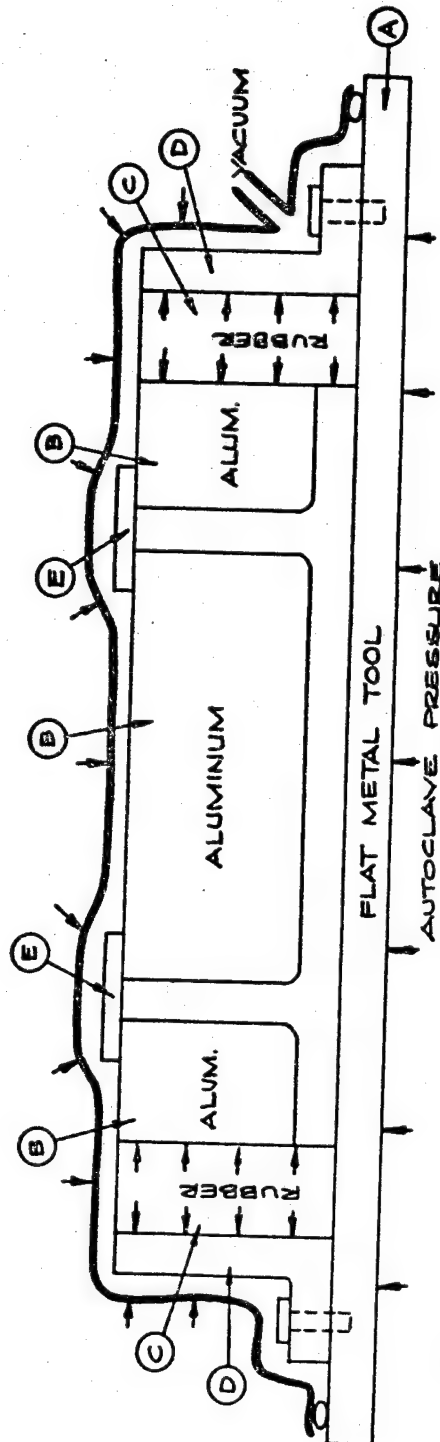 B
E
B
E
B
C
D
VACUUM
C
D
RUBBER
ALUM.
ALUMINUM
ALUM.
RUBBER
A
FLAT METAL TOOL
AUTOCLAVE PRESSURE